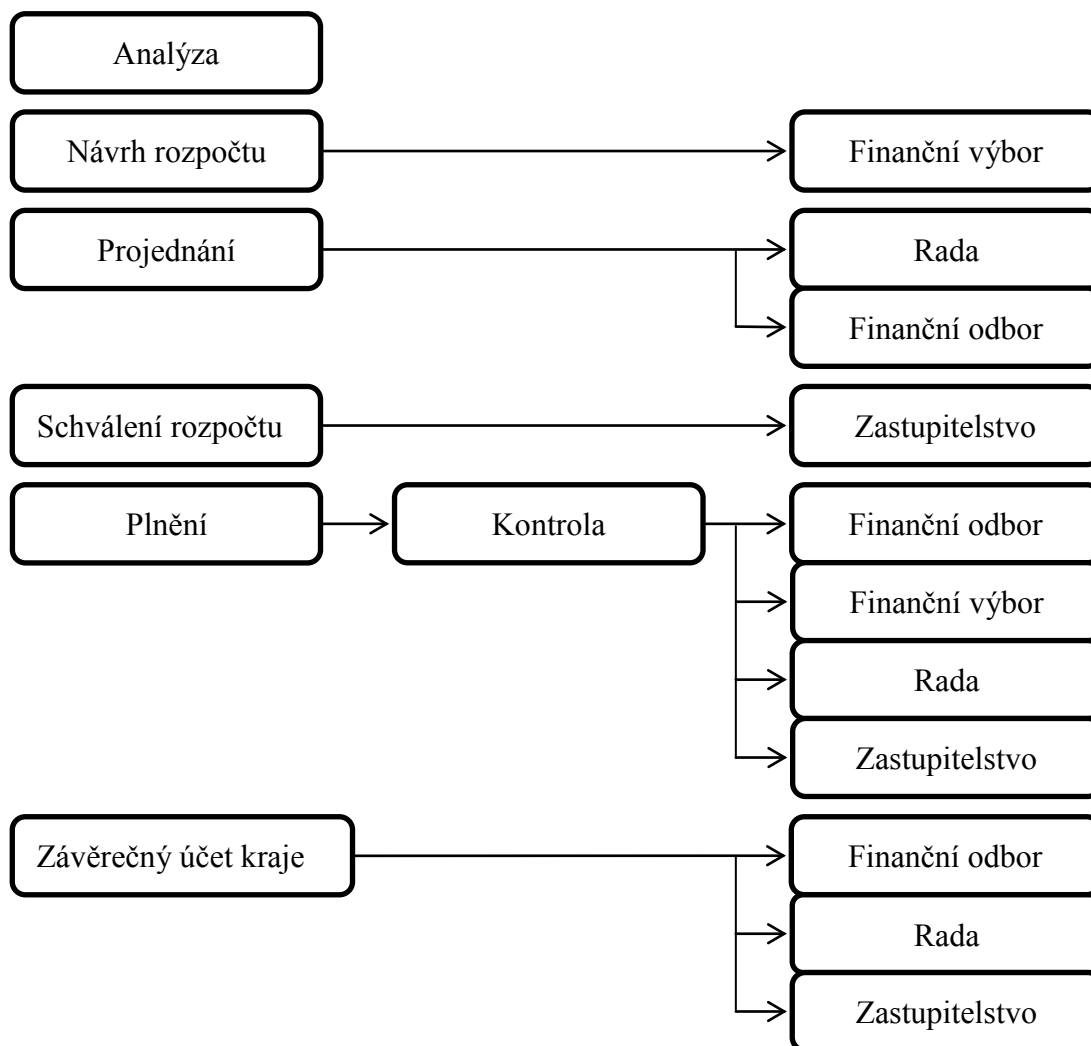 Analýza
Návrh rozpočtu
Finanční výbor
Projednání
Rada
Finanční odbor
Schválení rozpočtu
Zastupitelstvo
Plnění
Kontrola
Finanční odbor
Finanční výbor
Rada
Zastupitelstvo
Závěrečný účet kraje
Finanční odbor
Rada
Zastupitelstvo